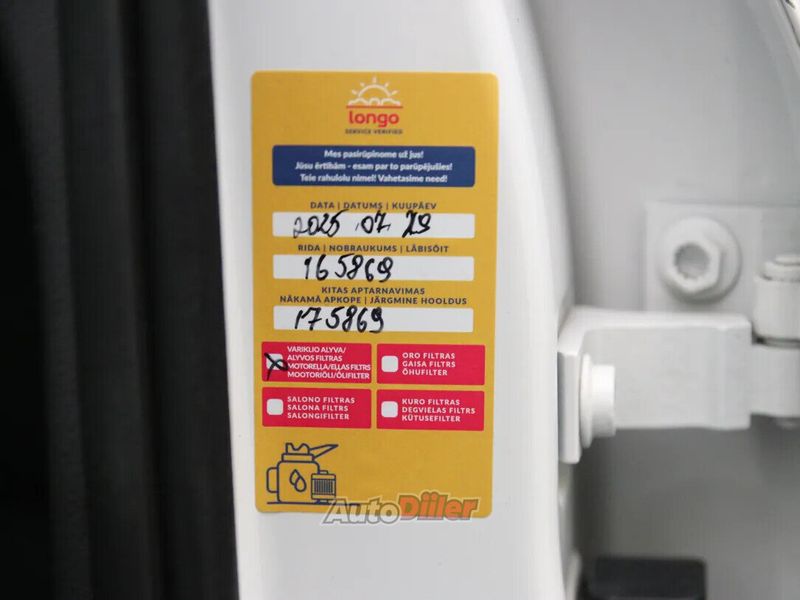 longo
SERVICE VERIFIED
Mes pasirūpinome už jus!
Jūsu ērtībām - esam par to parūpējušies!
Teie rahulolu nimel! Vahetasime need!
DATA | DATUMS | KUUPÄEV
2025.07.29
RIDA | NOBRAUKUMS | LÄBISÕIT
165869
KITAS APTARNAVIMAS
NĀKAMĀ APKOPE | JÄRGMINE HOOLDUS
175869
VARIKLIO ALYVA/
ALYVOS FILTRAS
MOTOREĻĻA/EĻĻAS FILTRS
MOOTORIÕLI/ÕLIFILTER
ORO FILTRAS
GAISA FILTRS
ÕHUFILTER
SALONO FILTRAS
SALONA FILTRS
SALONGIFILTER
KURO FILTRAS
DEGVIELAS FILTRS
KÜTUSEFILTER
AutoDiiler